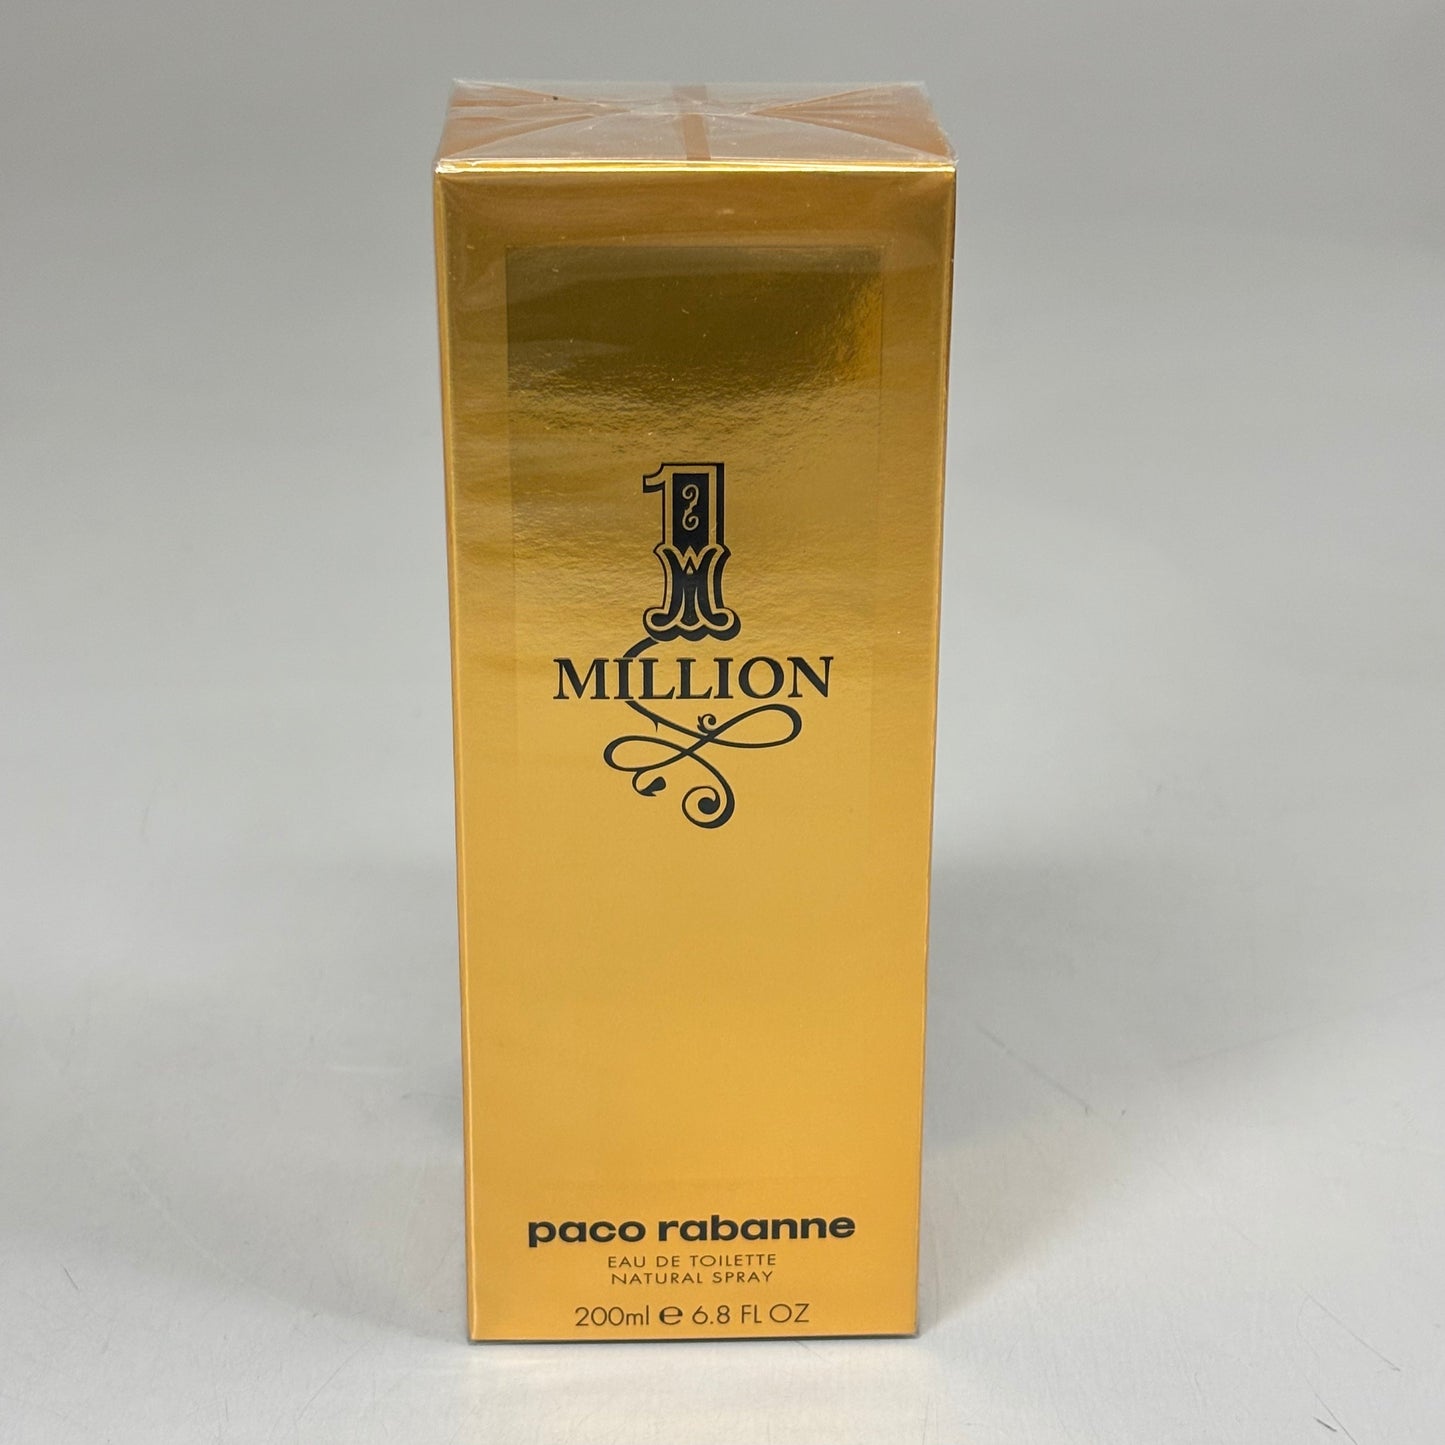 1
MILLION
paco rabanne
EAU DE TOILETTE
NATURAL SPRAY
200ml ℮ 6.8 FL OZ